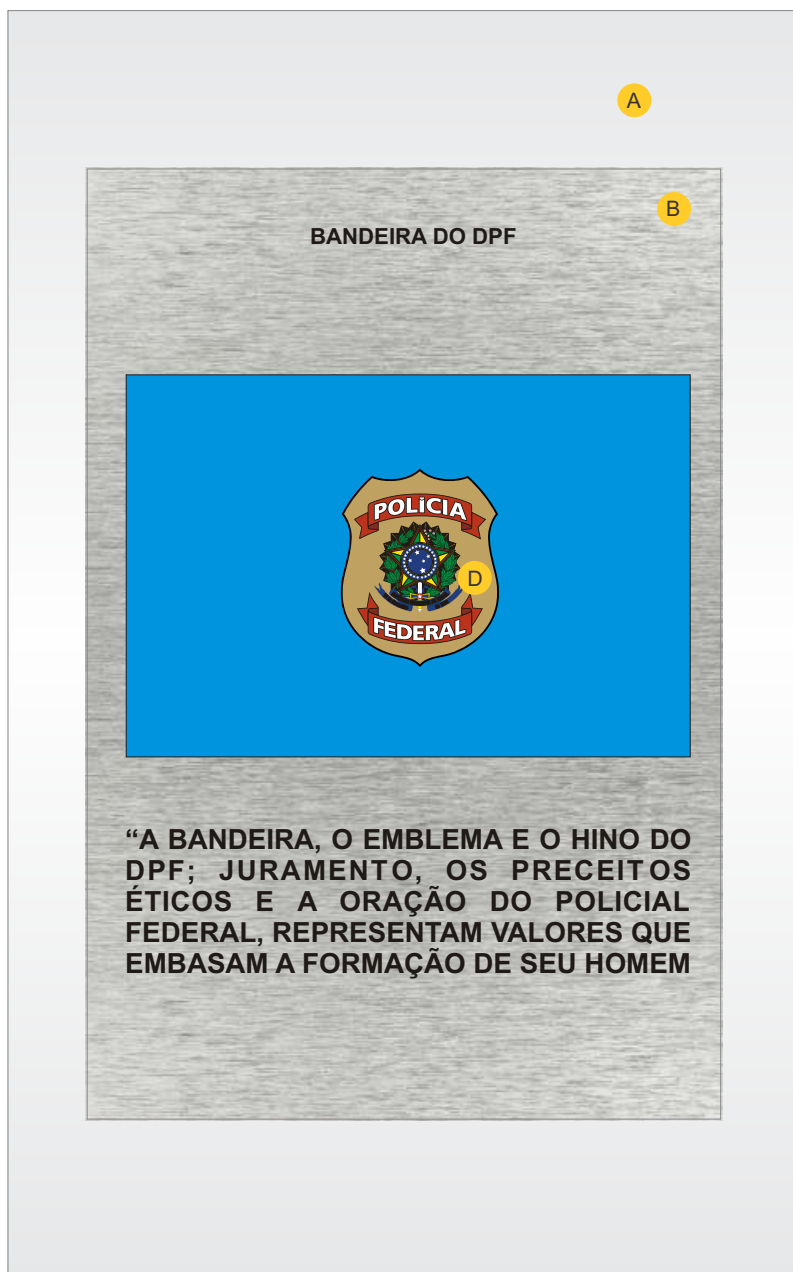 A
B
BANDEIRA DO DPF
POLÍCIA
D
FEDERAL
“A BANDEIRA, O EMBLEMA E O HINO DO
DPF; JURAMENTO, OS PRECEITOS
ÉTICOS E A ORAÇÃO DO POLICIAL
FEDERAL, REPRESENTAM VALORES QUE
EMBASAM A FORMAÇÃO DE SEU HOMEM